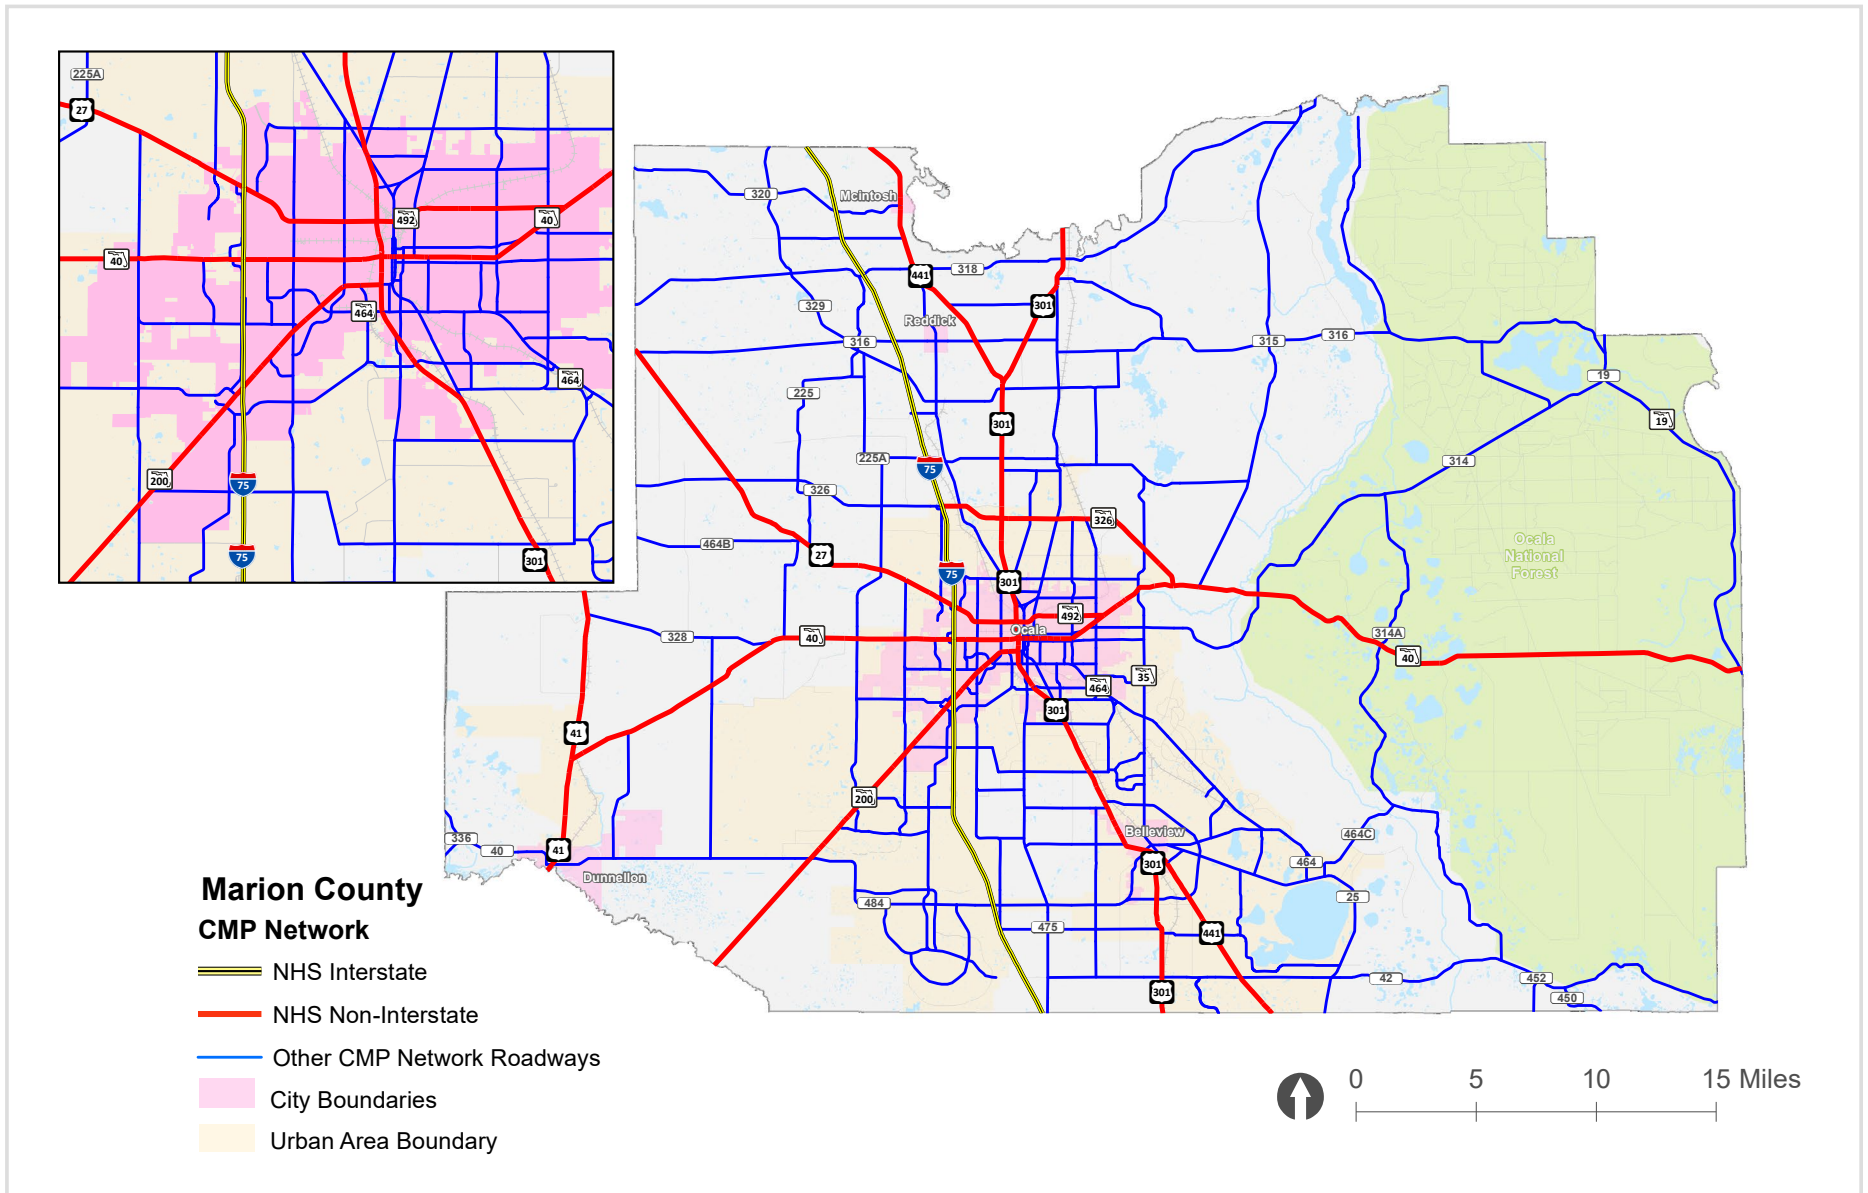 225A
27
492
40
40
464
464
200
75
75
301
320
McIntosh
441
318
329
301
Reddick
316
315
316
19
225
19
301
225A
75
314
326
326
Ocala
National
Forest
464B
27
75
301
492
Ocala
328
40
314A
40
35
464
301
41
200
Belleview
336
40
41
464C
301
464
Dunnellon
484
25
475
441
42
452
301
450
Marion County
CMP Network
NHS Interstate
NHS Non-Interstate
Other CMP Network Roadways
City Boundaries
Urban Area Boundary
0 5 10 15 Miles